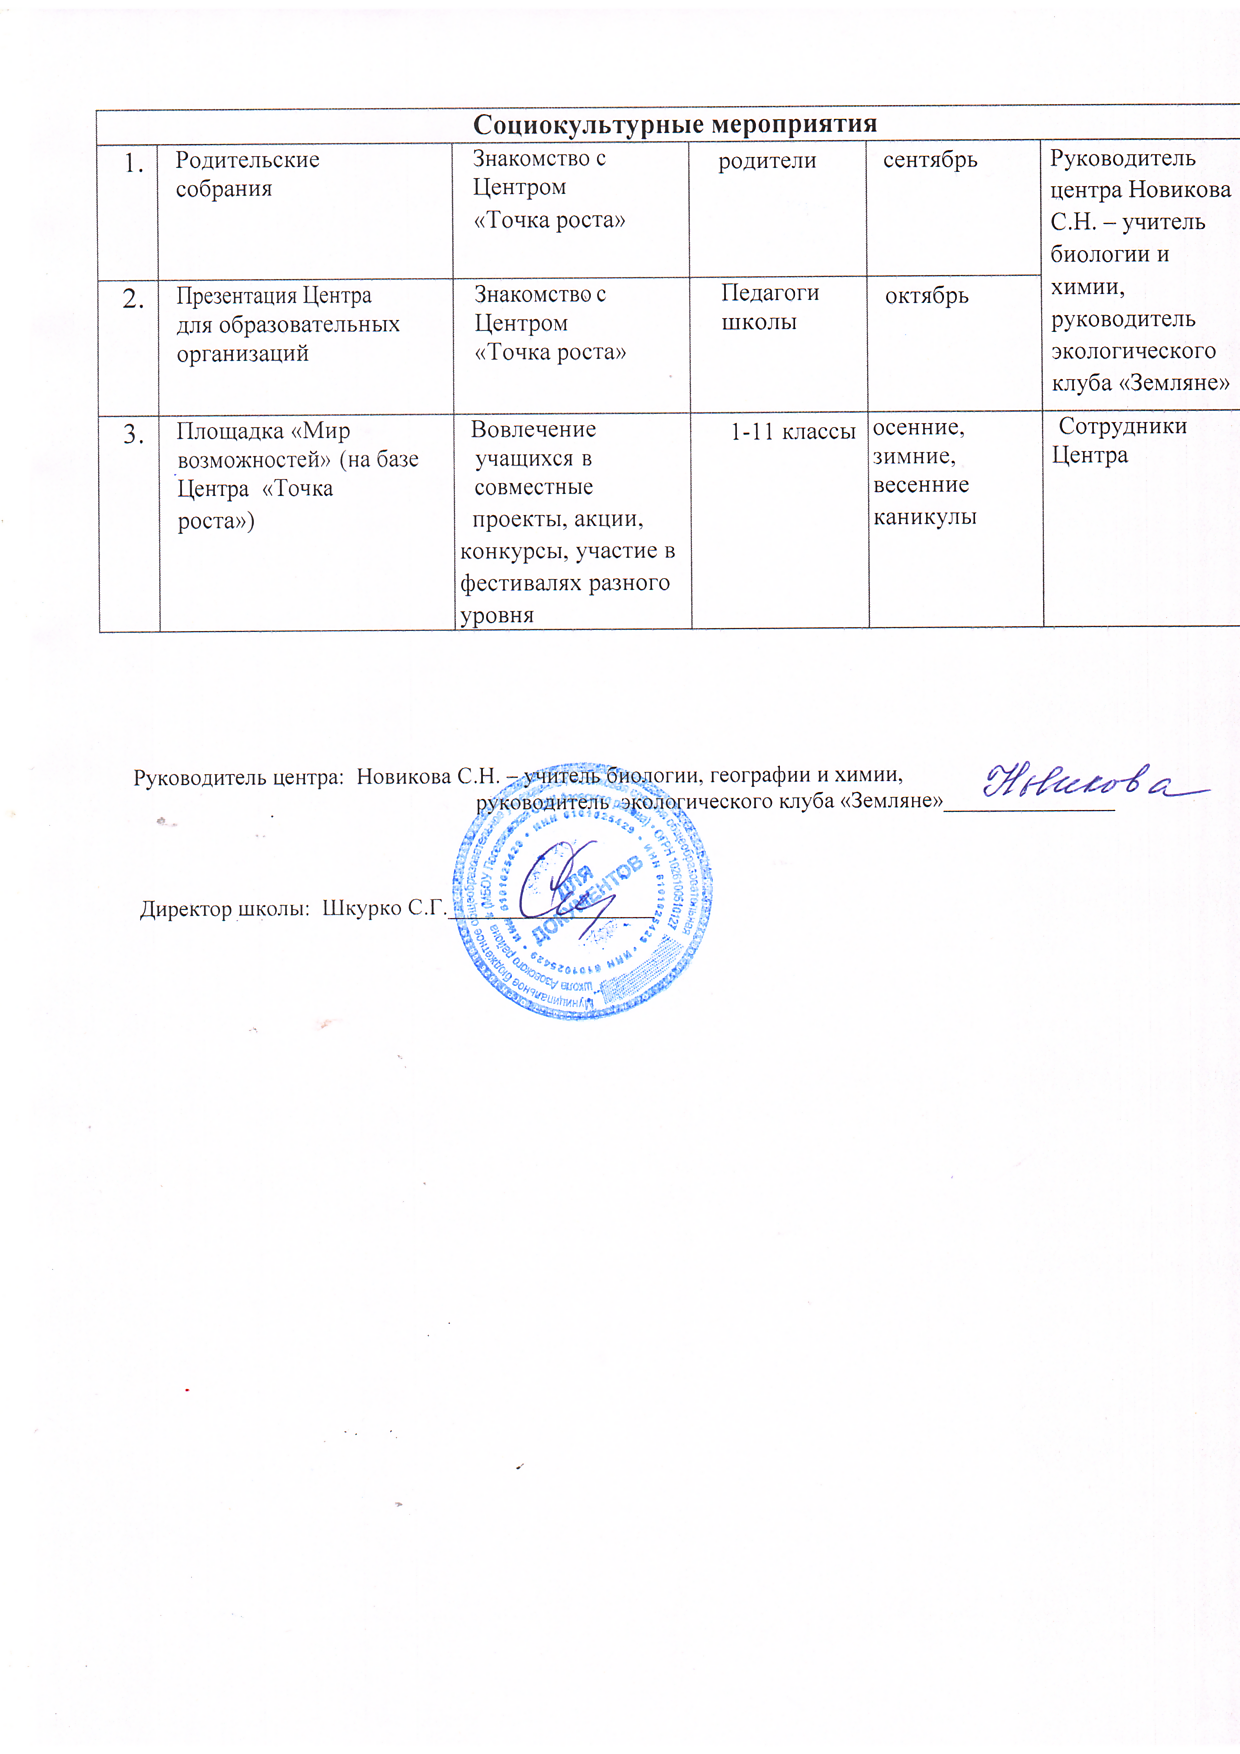 Социокультурные мероприятия
1.
Родительские
собрания
Знакомство с
Центром
«Точка роста»
родители
сентябрь
Руководитель
центра Новикова
С.Н. – учитель
биологии и
химии,
руководитель
экологического
клуба «Земляне»
2.
Презентация Центра
для образовательных
организаций
Знакомство с
Центром
«Точка роста»
Педагоги
школы
октябрь
3.
Площадка «Мир
возможностей» (на базе
Центра «Точка
роста»)
Вовлечение
учащихся в
совместные
проекты, акции,
конкурсы, участие в
фестивалях разного
уровня
1-11 классы
осенние,
зимние,
весенние
каникулы
Сотрудники
Центра
Руководитель центра: Новикова С.Н. – учитель биологии, географии и химии,
руководитель экологического клуба «Земляне»
Новикова
Директор школы: Шкурко С.Г.
ДЛЯ
ДОКУМЕНТОВ